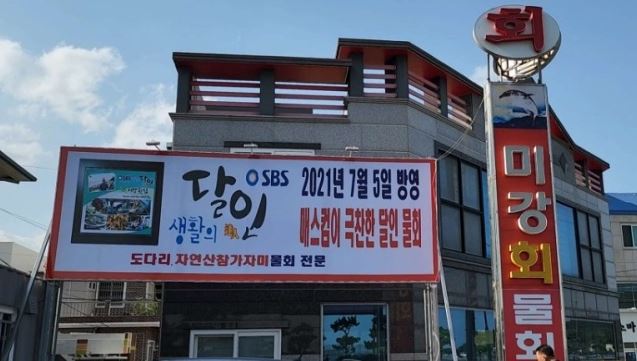 회
미강회물회
생활의 달인
SBS
2021년 7월 5일 방영
매스컴이 극찬한 달인 물회
도다리, 자연산참가자미물회 전문